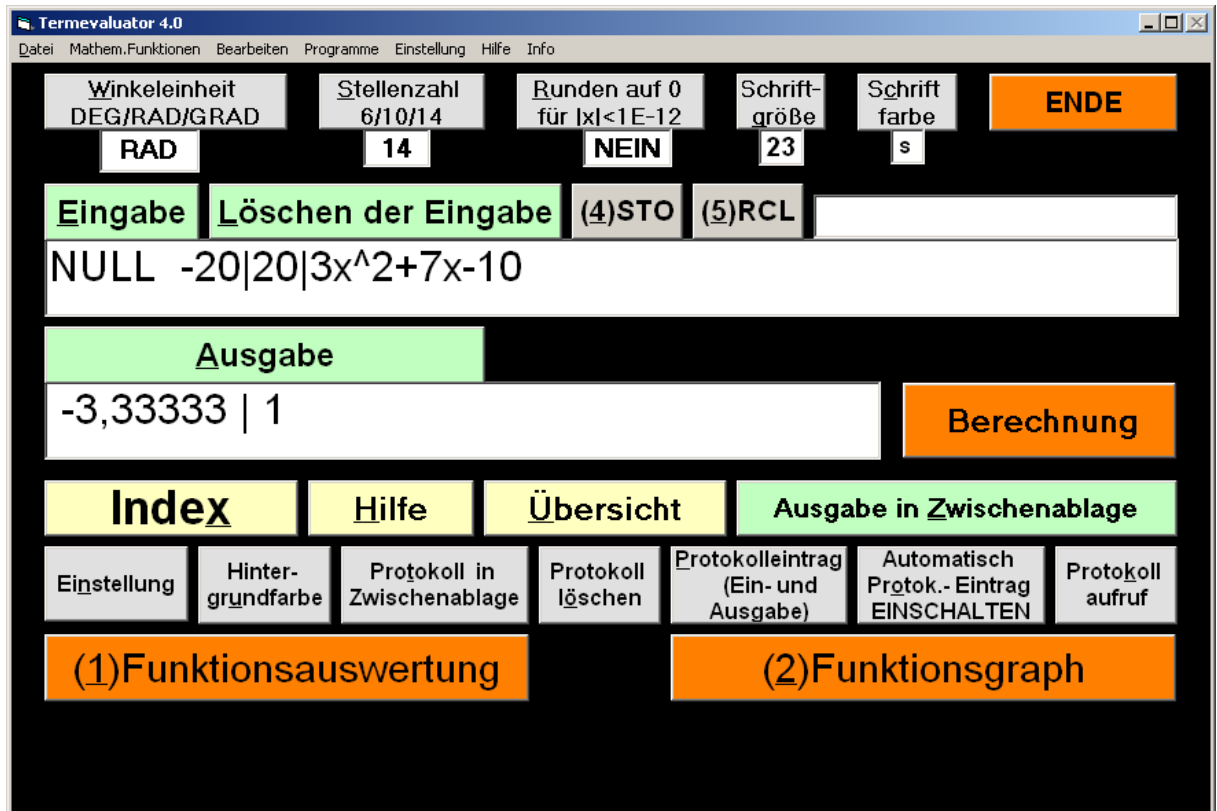 Termevaluator 4.0
Datei Mathem.Funktionen Bearbeiten Programme Einstellung Hilfe Info
Winkeleinheit
DEG/RAD/GRAD
RAD
Stellenzahl
6/10/14
14
Runden auf 0
für |x|<1E-12
NEIN
Schrift-
größe
23
Schrift
farbe
s
ENDE
Eingabe
Löschen der Eingabe
(4)STO
(5)RCL
NULL -20|20|3x^2+7x-10
Ausgabe
-3,33333 | 1
Berechnung
Index
Hilfe
Übersicht
Ausgabe in Zwischenablage
Einstellung
Hinter-
grundfarbe
Protokoll in
Zwischenablage
Protokoll
löschen
Protokolleintrag
(Ein- und
Ausgabe)
Automatisch
Protok.- Eintrag
EINSCHALTEN
Protokoll
aufruf
(1)Funktionsauswertung
(2)Funktionsgraph